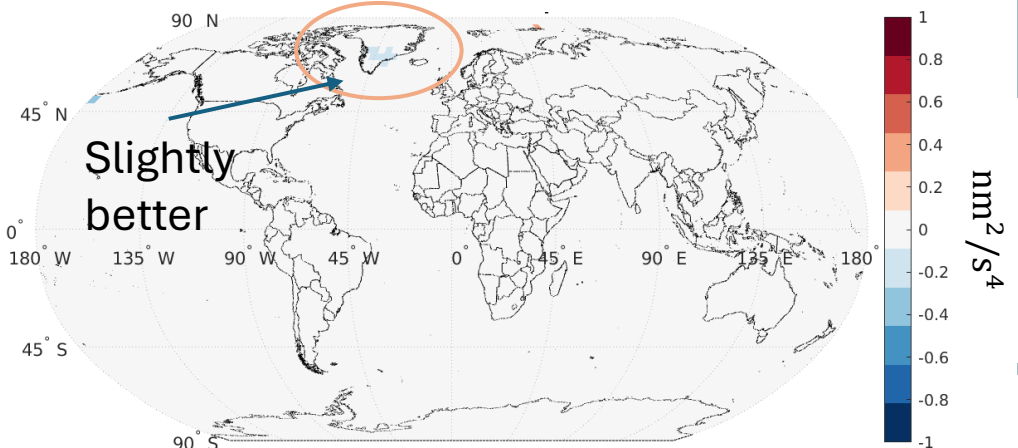 90 N
45° N
Slightly
better
0°
180° W 135° W 90° W 45° W 0° 45° E 90° E 135° E 180°
45° S
90° S
1
0.8
0.6
0.4
0.2
0
-0.2
-0.4
-0.6
-0.8
-1
nm²/s⁴